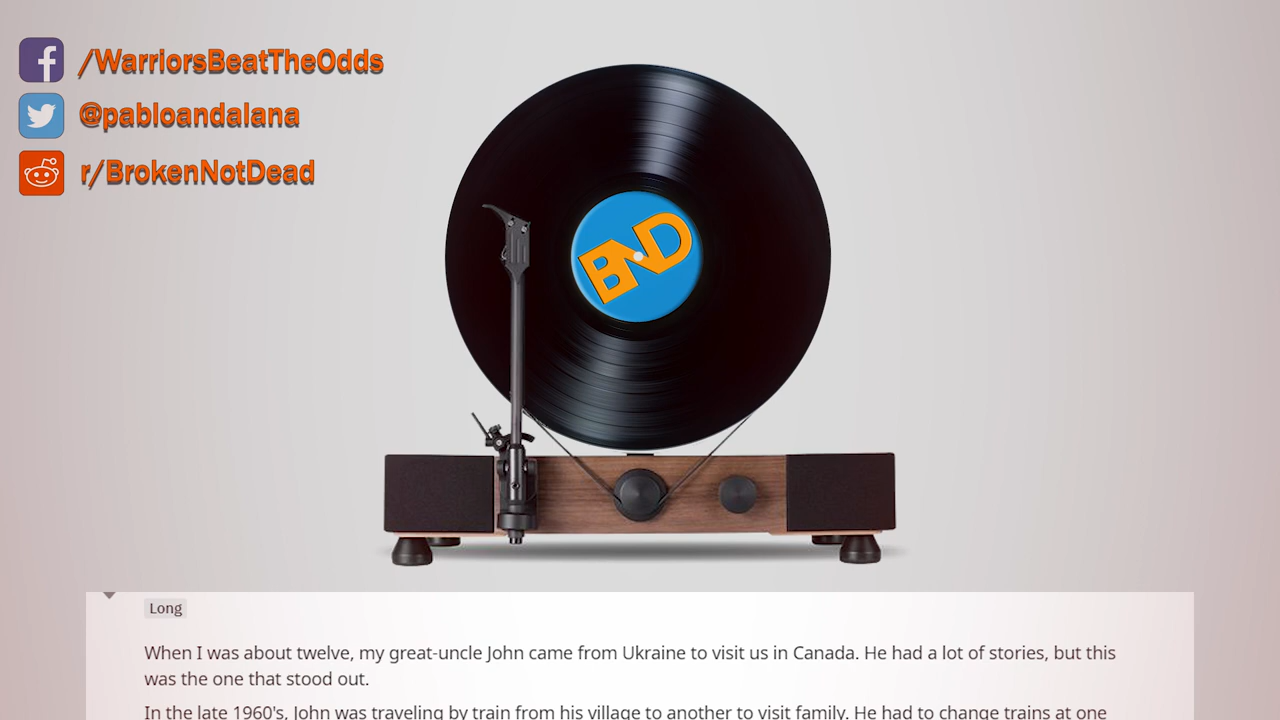 /WarriorsBeatTheOdds
@pabloandalana
r/BrokenNotDead
BND
Long
When I was about twelve, my great-uncle John came from Ukraine to visit us in Canada. He had a lot of stories, but this
was the one that stood out.
In the late 1960's, John was traveling by train from his village to another to visit family. He had to change trains at one